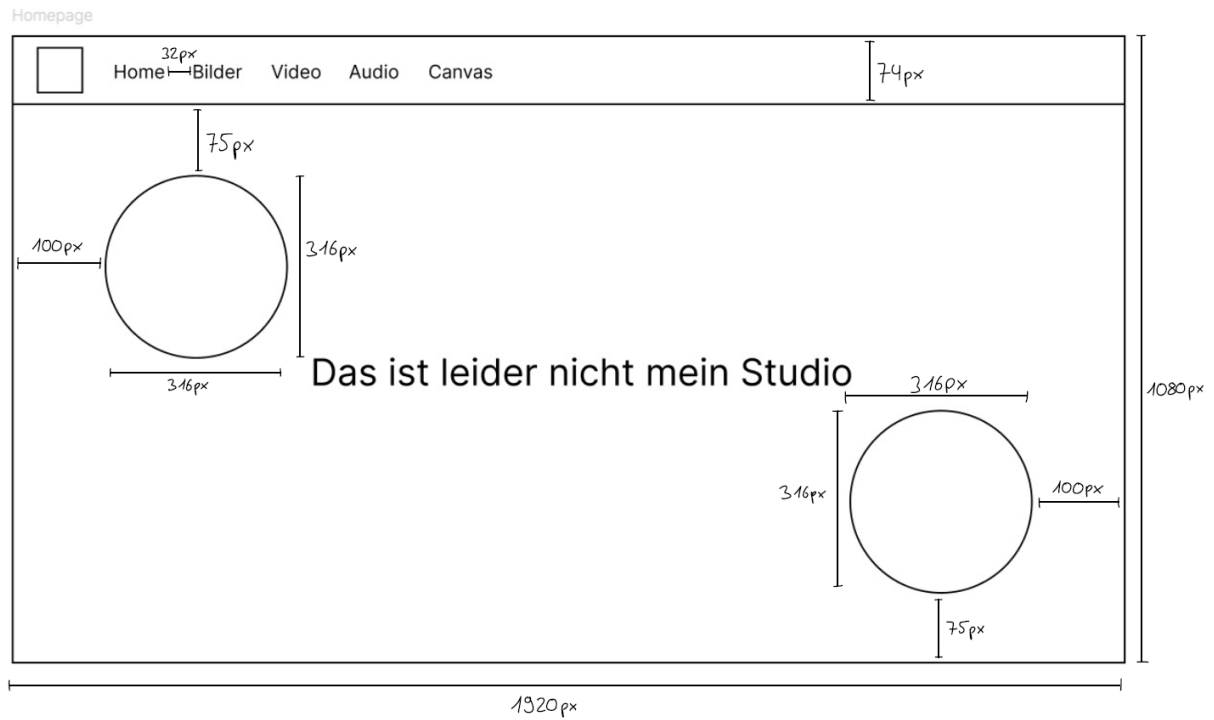 Homepage
32px
Home Bilder Video Audio Canvas
74px
75px
100px
316px
316px
Das ist leider nicht mein Studio
316px
1080px
316px
100px
75px
1920px